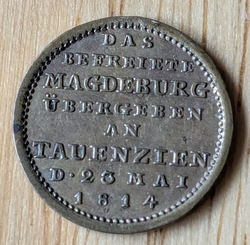 DAS
BEFREIETE
MAGDEBURG
ÜBERGEBEN
AN
TAUENZIEN
D · 23 MAI
1814